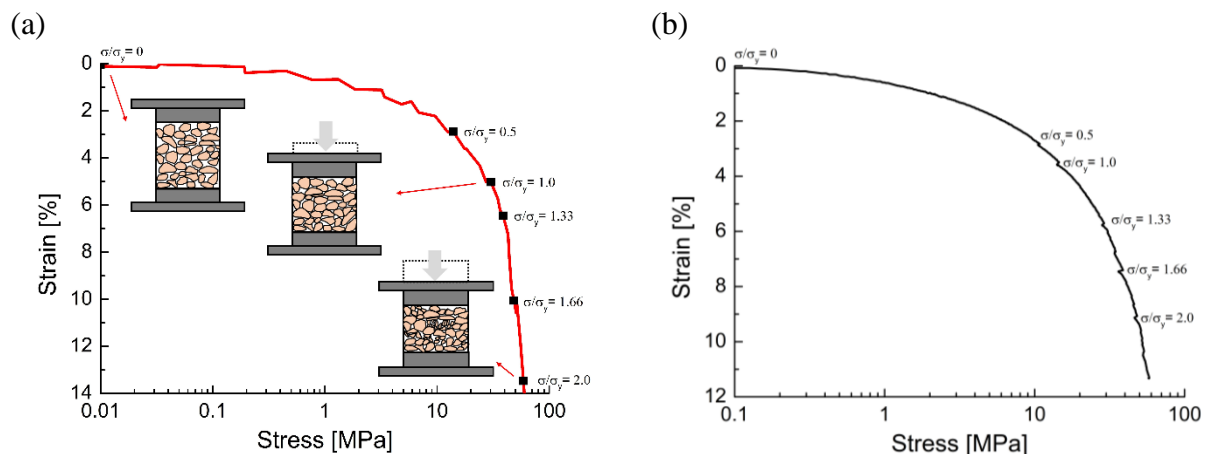 (a)
(b)
σ/σy = 0
0
2
4
6
8
10
12
14
Strain [%]
σ/σy = 0.5
σ/σy = 1.0
σ/σy = 1.33
σ/σy = 1.66
σ/σy = 2.0
0.01
0.1
1
10
100
Stress [MPa]
σ/σy = 0
0
2
4
6
8
10
12
Strain [%]
σ/σy = 0.5
σ/σy = 1.0
σ/σy = 1.33
σ/σy = 1.66
σ/σy = 2.0
0.1
1
10
100
Stress [MPa]